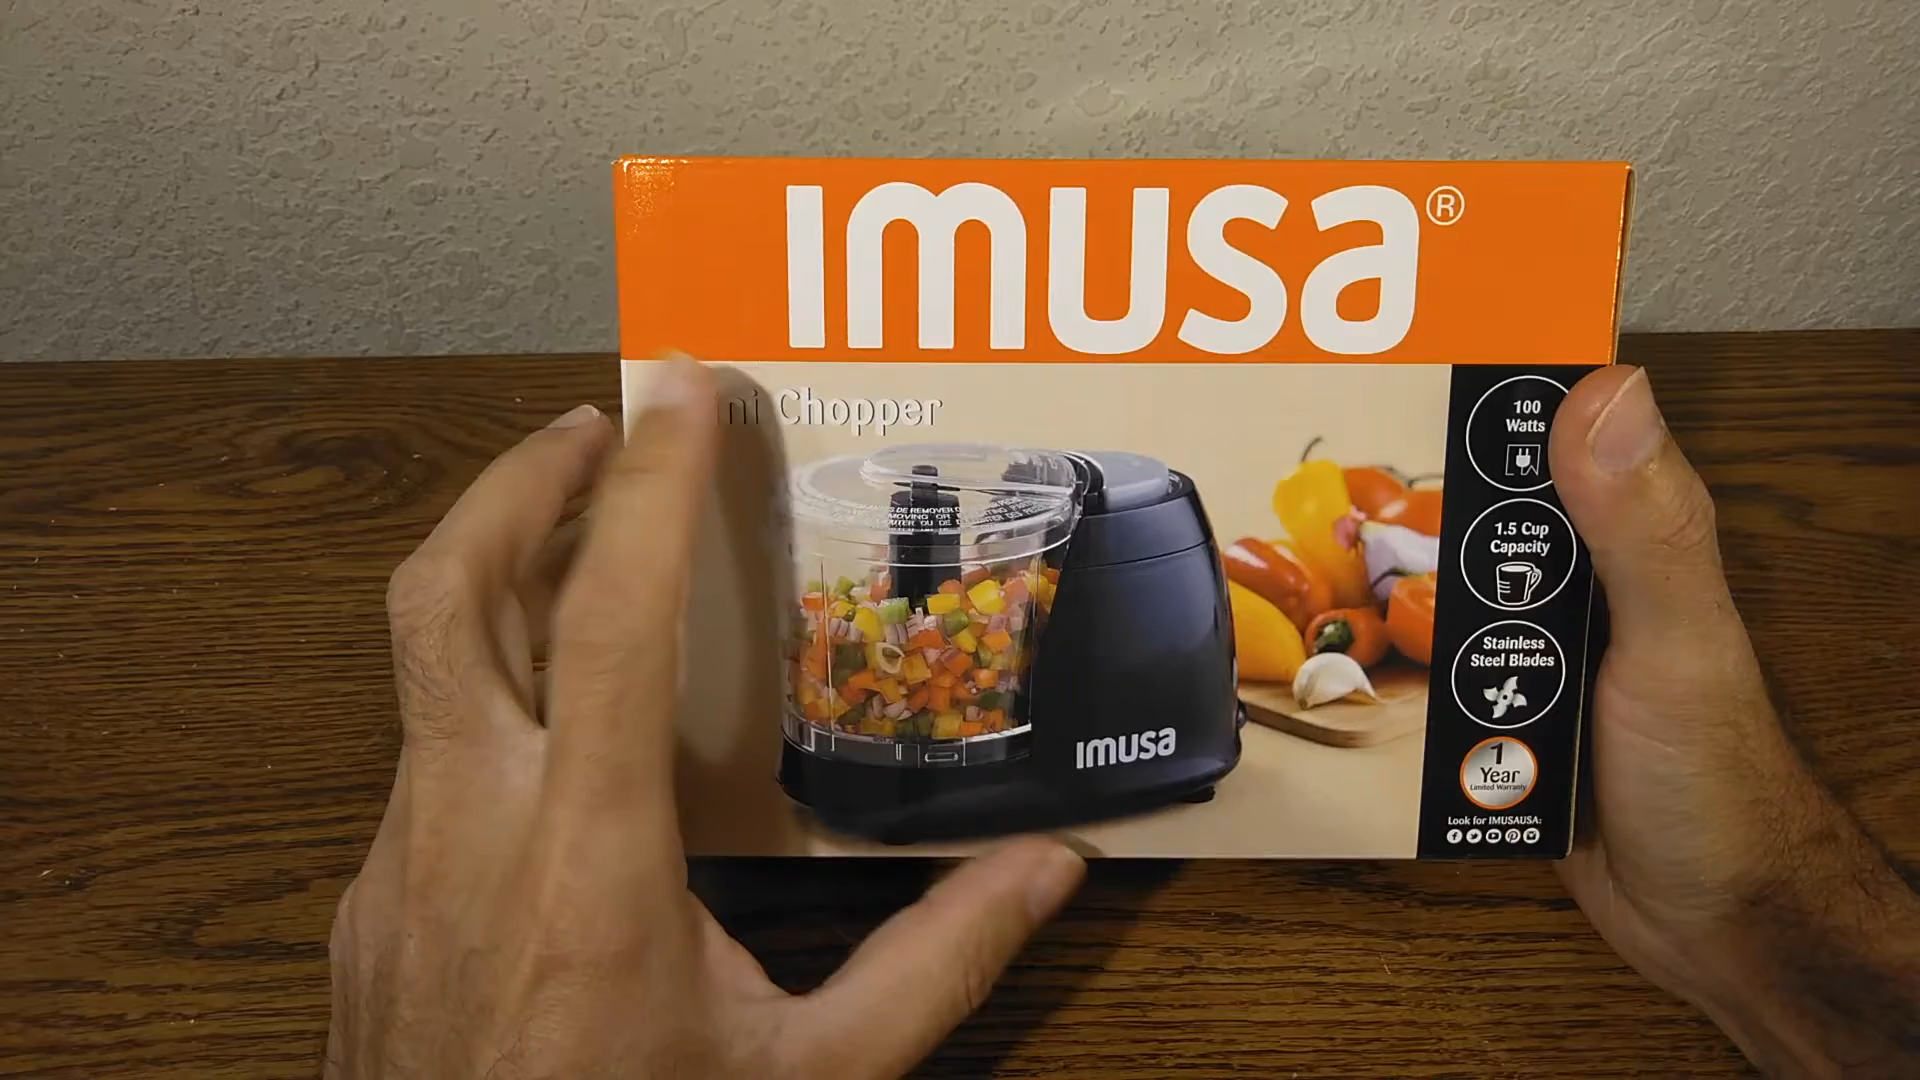 IMUSA®
ni Chopper
100
Watts
1.5 Cup
Capacity
Stainless
Steel Blades
IMUSA
1
Year
Limited Warranty
Look for IMUSAUSA: